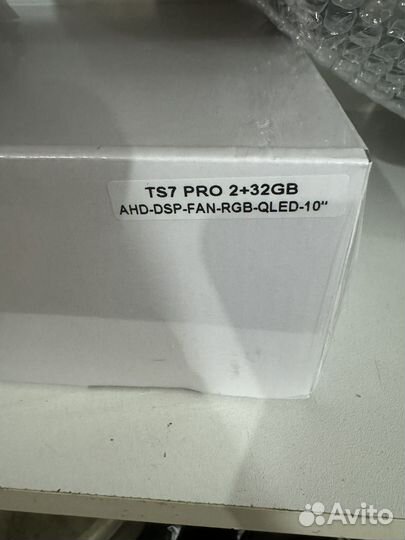 TS7 PRO 2+32GB
AHD-DSP-FAN-RGB-QLED-10"
Avito